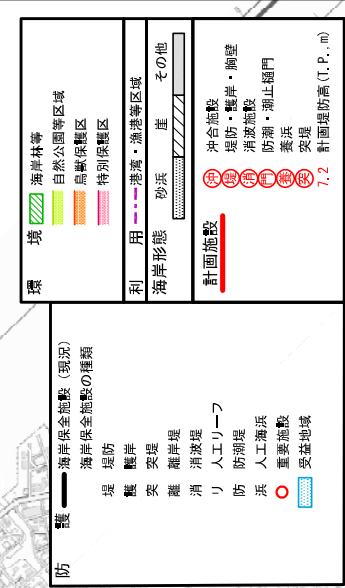 防 護
海岸保全施設（現況）
海岸保全施設の種類
堤 堤防
護 護岸
突 突堤
離 離岸堤
消 消波堤
リ 人工リーフ
防 防潮堤
浜 人工海浜
重要施設
受益地域
環 境
海岸林等
自然公園等区域
鳥獣保護区
特別保護区
利 用
港湾・漁港等区域
海岸形態
砂浜 崖 その他
計画施設
沖 沖合施設
堤 堤防・護岸・胸壁
消 消波施設
門 防潮・潮止樋門
養 養浜
突 突堤
7.2 計画堤防高(T.P.,m)